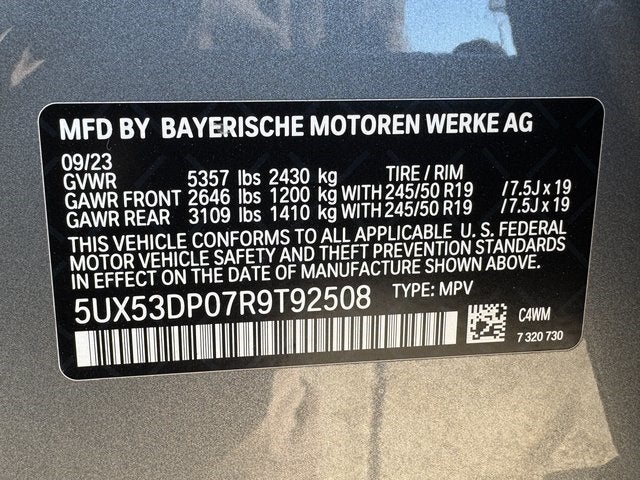 MFD BY BAYERISCHE MOTOREN WERKE AG
09/23
GVWR 5357 lbs 2430 kg TIRE / RIM
GAWR FRONT 2646 lbs 1200 kg WITH 245/50 R19 / 7.5J x 19
GAWR REAR 3109 lbs 1410 kg WITH 245/50 R19 / 7.5J x 19
THIS VEHICLE CONFORMS TO ALL APPLICABLE U. S. FEDERAL
MOTOR VEHICLE SAFETY AND THEFT PREVENTION STANDARDS
IN EFFECT ON THE DATE OF MANUFACTURE SHOWN ABOVE.
5UX53DP07R9T92508 TYPE: MPV
C4WM
7 320 730